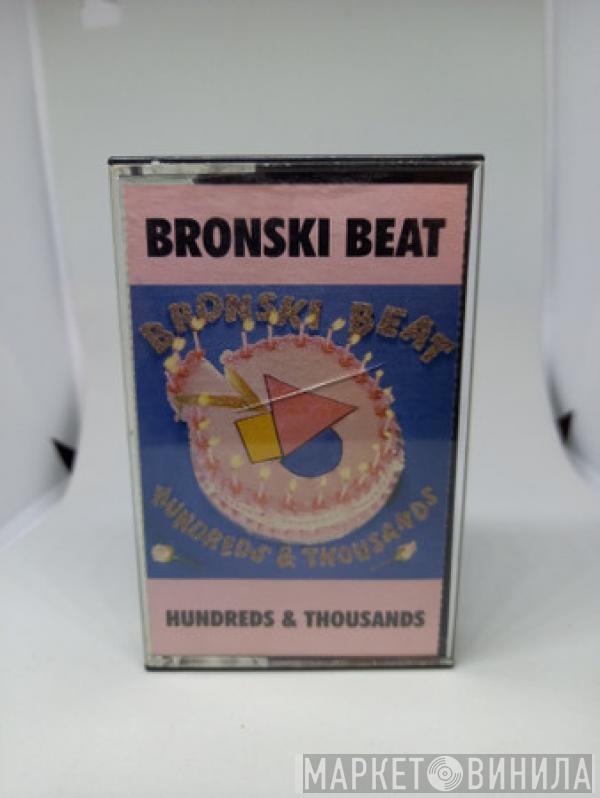 BRONSKI BEAT
BRONSKI BEAT
HUNDREDS & THOUSANDS
HUNDREDS & THOUSANDS
МАРКЕТ ВИНИЛА